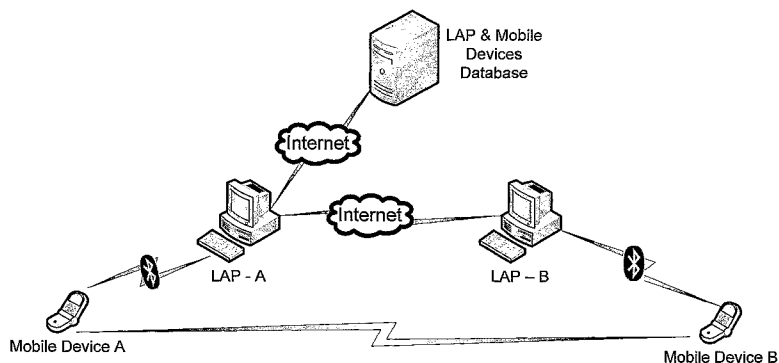 LAP & Mobile
Devices
Database
Internet
Internet
LAP - A
LAP – B
Mobile Device A
Mobile Device B